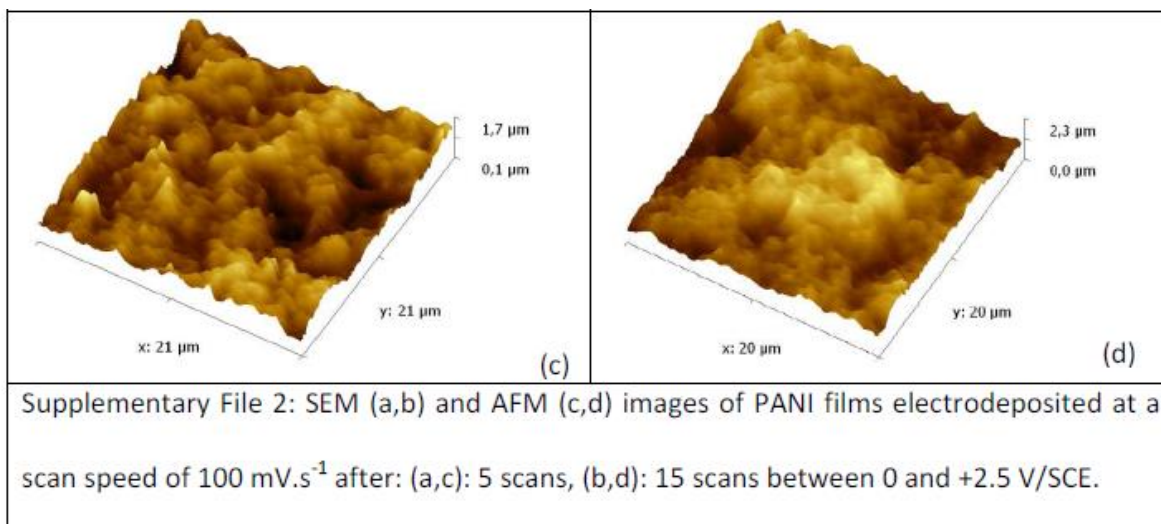 1,7 µm
0,1 µm
y: 21 µm
x: 21 µm
(c)
2,3 µm
0,0 µm
y: 20 µm
x: 20 µm
(d)
Supplementary File 2: SEM (a,b) and AFM (c,d) images of PANI films electrodeposited at a
scan speed of 100 mV.s⁻¹ after: (a,c): 5 scans, (b,d): 15 scans between 0 and +2.5 V/SCE.